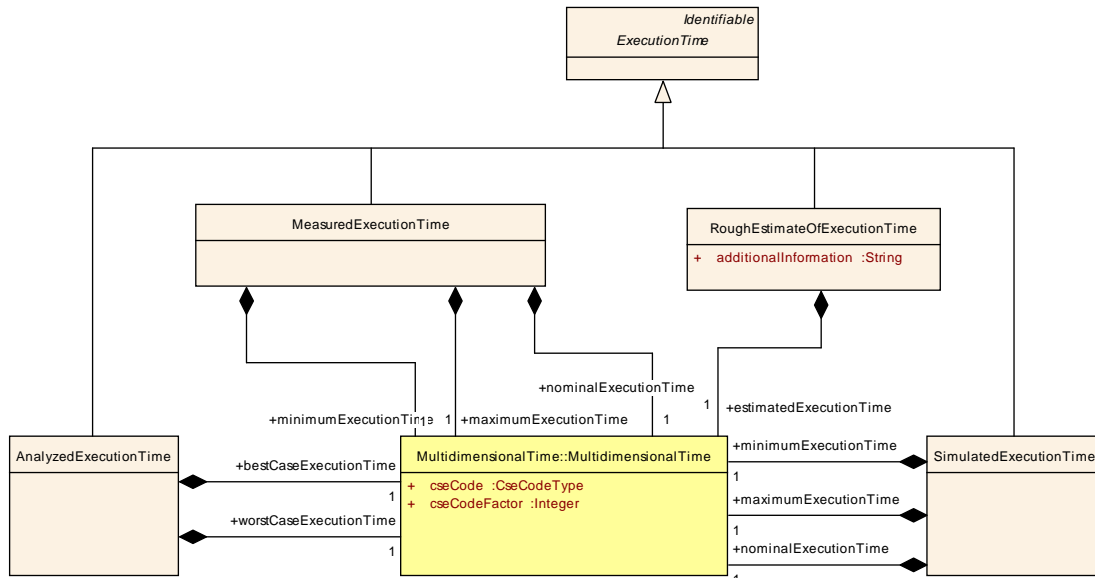 Identifiable
ExecutionTime
MeasuredExecutionTime
RoughEstimateOfExecutionTime
+ additionalInformation :String
+nominalExecutionTime
+minimumExecutionTime
1
1
+maximumExecutionTime
1
1
+estimatedExecutionTime
AnalyzedExecutionTime
+bestCaseExecutionTime
1
+worstCaseExecutionTime
1
MultidimensionalTime::MultidimensionalTime
+ cseCode :CseCodeType
+ cseCodeFactor :Integer
+minimumExecutionTime
1
+maximumExecutionTime
1
+nominalExecutionTime
1
SimulatedExecutionTime